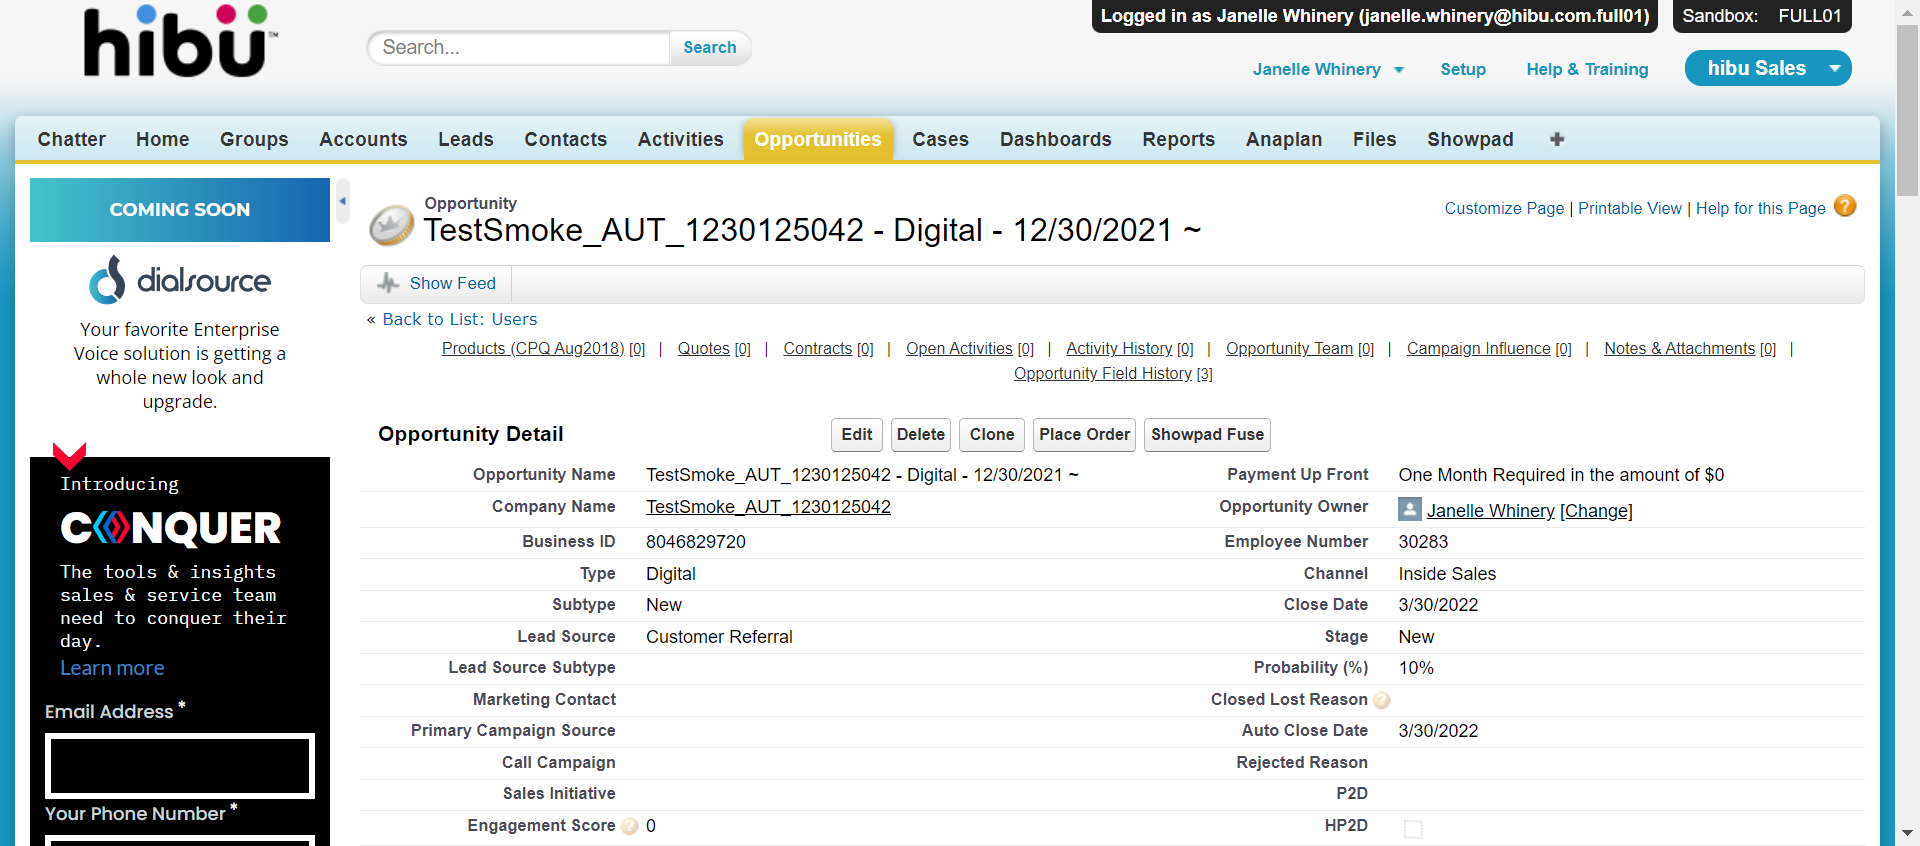 hibu™
Search...
Search
Logged in as Janelle Whinery (janelle.whinery@hibu.com.full01)
Sandbox: FULL01
Janelle Whinery
Setup
Help & Training
hibu Sales
Chatter Home Groups Accounts Leads Contacts Activities Opportunities Cases Dashboards Reports Anaplan Files Showpad
COMING SOON
dialsource
Your favorite Enterprise
Voice solution is getting a
whole new look and
upgrade.
Introducing
CONQUER
The tools & insights
sales & service team
need to conquer their
day.
Learn more
Email Address *
Your Phone Number *
Opportunity
TestSmoke_AUT_1230125042 - Digital - 12/30/2021 ~
Customize Page | Printable View | Help for this Page
Show Feed
« Back to List: Users
Products (CPQ Aug2018) [0] | Quotes [0] | Contracts [0] | Open Activities [0] | Activity History [0] | Opportunity Team [0] | Campaign Influence [0] | Notes & Attachments [0] |
Opportunity Field History [3]
Opportunity Detail
Edit Delete Clone Place Order Showpad Fuse
Opportunity Name TestSmoke_AUT_1230125042 - Digital - 12/30/2021 ~ Payment Up Front One Month Required in the amount of $0
Company Name TestSmoke_AUT_1230125042 Opportunity Owner Janelle Whinery [Change]
Business ID 8046829720 Employee Number 30283
Type Digital Channel Inside Sales
Subtype New Close Date 3/30/2022
Lead Source Customer Referral Stage New
Lead Source Subtype Probability (%) 10%
Marketing Contact Closed Lost Reason ?
Primary Campaign Source Auto Close Date 3/30/2022
Call Campaign Rejected Reason
Sales Initiative P2D
Engagement Score ? 0 HP2D